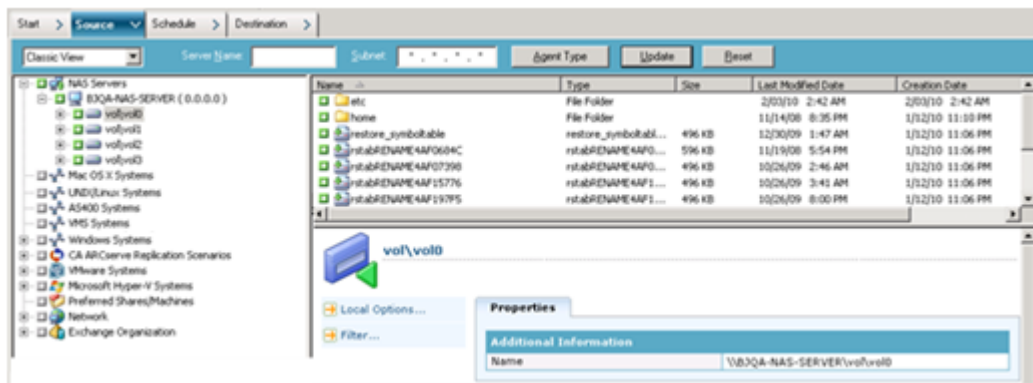 Start > Source Schedule > Destination >
Classic View Server Name: Subnet: * . * . * . * Agent Type Update Reset
NAS Servers
BJQA-NAS-SERVER ( 0.0.0.0 )
vol\vol0
vol\vol1
vol\vol2
vol\vol3
Mac OS X Systems
UNIX/Linux Systems
AS400 Systems
VMS Systems
Windows Systems
CA ARCserve Replication Scenarios
VMware Systems
Microsoft Hyper-V Systems
Preferred Shares/Machines
Network
Exchange Organization
Name Type Size Last Modified Date Creation Date
etc File Folder 2/03/10 2:42 AM 2/03/10 2:42 AM
home File Folder 11/14/08 8:35 PM 1/12/10 11:10 PM
restore_symboltable restore_symboltabl... 496 KB 12/30/09 1:47 AM 1/12/10 11:06 PM
rstabRENAME4AF0684C rstabRENAME4AF0... 596 KB 11/19/08 5:54 PM 1/12/10 11:06 PM
rstabRENAME4AF07398 rstabRENAME4AF0... 496 KB 10/26/09 2:46 AM 1/12/10 11:06 PM
rstabRENAME4AF15776 rstabRENAME4AF1... 496 KB 10/26/09 3:41 AM 1/12/10 11:06 PM
rstabRENAME4AF197F5 rstabRENAME4AF1... 496 KB 10/26/09 8:00 PM 1/12/10 11:06 PM
vol\vol0
Local Options...
Filter...
Properties
Additional Information
Name \\BJQA-NAS-SERVER\vol\vol0